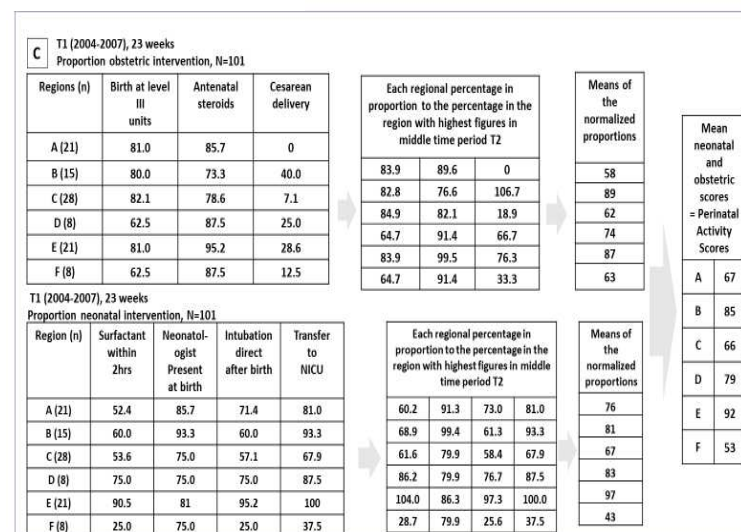 C
T1 (2004-2007), 23 weeks
Proportion obstetric intervention, N=101
Regions (n) Birth at level III units Antenatal steroids Cesarean delivery
A (21) 81.0 85.7 0
B (15) 80.0 73.3 40.0
C (28) 82.1 78.6 7.1
D (8) 62.5 87.5 25.0
E (21) 81.0 95.2 28.6
F (8) 62.5 87.5 12.5
Each regional percentage in
proportion to the percentage in the
region with highest figures in
middle time period T2
83.9 89.6 0
82.8 76.6 106.7
84.9 82.1 18.9
64.7 91.4 66.7
83.9 99.5 76.3
64.7 91.4 33.3
Means of
the
normalized
proportions
58
89
62
74
87
63
T1 (2004-2007), 23 weeks
Proportion neonatal intervention, N=101
Region (n) Surfactant within 2hrs Neonatol- ogist Present at birth Intubation direct after birth Transfer to NICU
A (21) 52.4 85.7 71.4 81.0
B (15) 60.0 93.3 60.0 93.3
C (28) 53.6 75.0 57.1 67.9
D (8) 75.0 75.0 75.0 87.5
E (21) 90.5 81 95.2 100
F (8) 25.0 75.0 25.0 37.5
Each regional percentage in
proportion to the percentage in the
region with highest figures in middle
time period T2
60.2 91.3 73.0 81.0
68.9 99.4 61.3 93.3
61.6 79.9 58.4 67.9
86.2 79.9 76.7 87.5
104.0 86.3 97.3 100.0
28.7 79.9 25.6 37.5
Means of
the
normalized
proportions
76
81
67
83
97
43
Mean
neonatal
and
obstetric
scores
= Perinatal
Activity
Scores
A 67
B 85
C 66
D 79
E 92
F 53